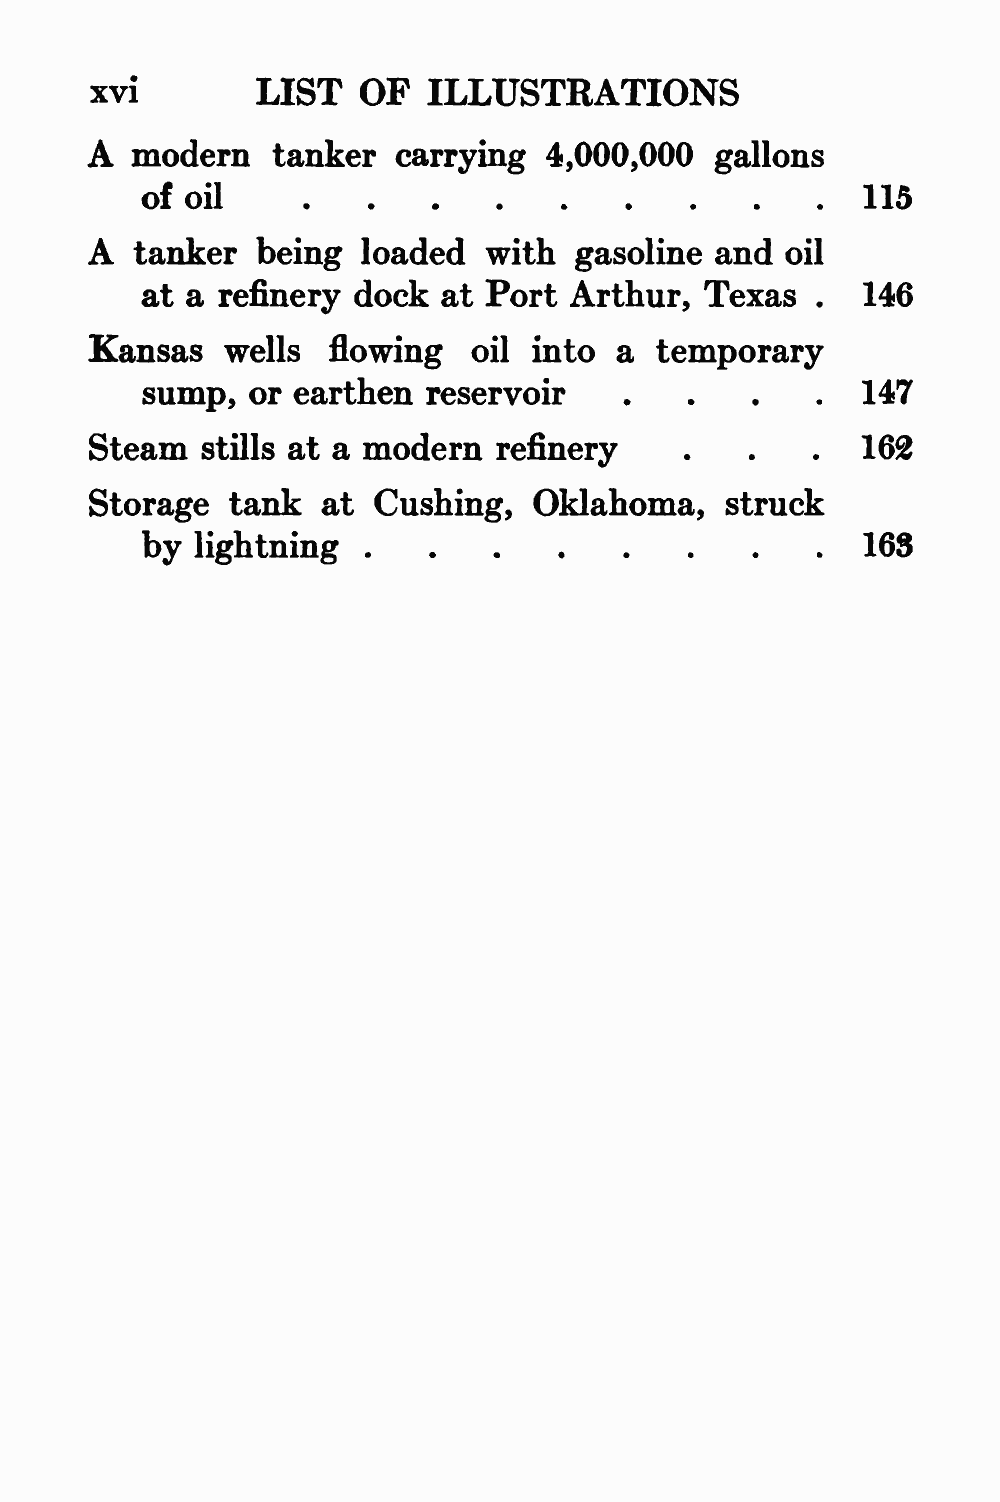 xvi LIST OF ILLUSTRATIONS
A modern tanker carrying 4,000,000 gallons
of oil . . . . . . . . . 115
A tanker being loaded with gasoline and oil
at a refinery dock at Port Arthur, Texas . 146
Kansas wells flowing oil into a temporary
sump, or earthen reservoir . . . . 147
Steam stills at a modern refinery . . . 162
Storage tank at Cushing, Oklahoma, struck
by lightning . . . . . . . . 163